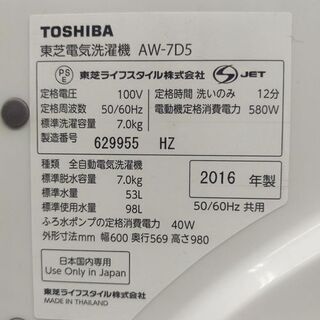 TOSHIBA
東芝電気洗濯機 AW-7D5
PS E 東芝ライフスタイル株式会社 S JET
定格電圧 100V
定格時間 洗いのみ 12分
定格周波数 50/60Hz
電動機定格消費電力 580W
標準洗濯容量 7.0kg
製造番号 629955 HZ
種類 全自動電気洗濯機
標準脱水容量 7.0kg
2016 年製
標準水量 53L
標準使用水量 98L
50/60Hz 共用
ふろ水ポンプの定格消費電力 40W
外形寸法mm 幅600 奥行569 高さ980
日本国内専用
Use Only in Japan
東芝ライフスタイル株式会社
MADE IN THAILAND